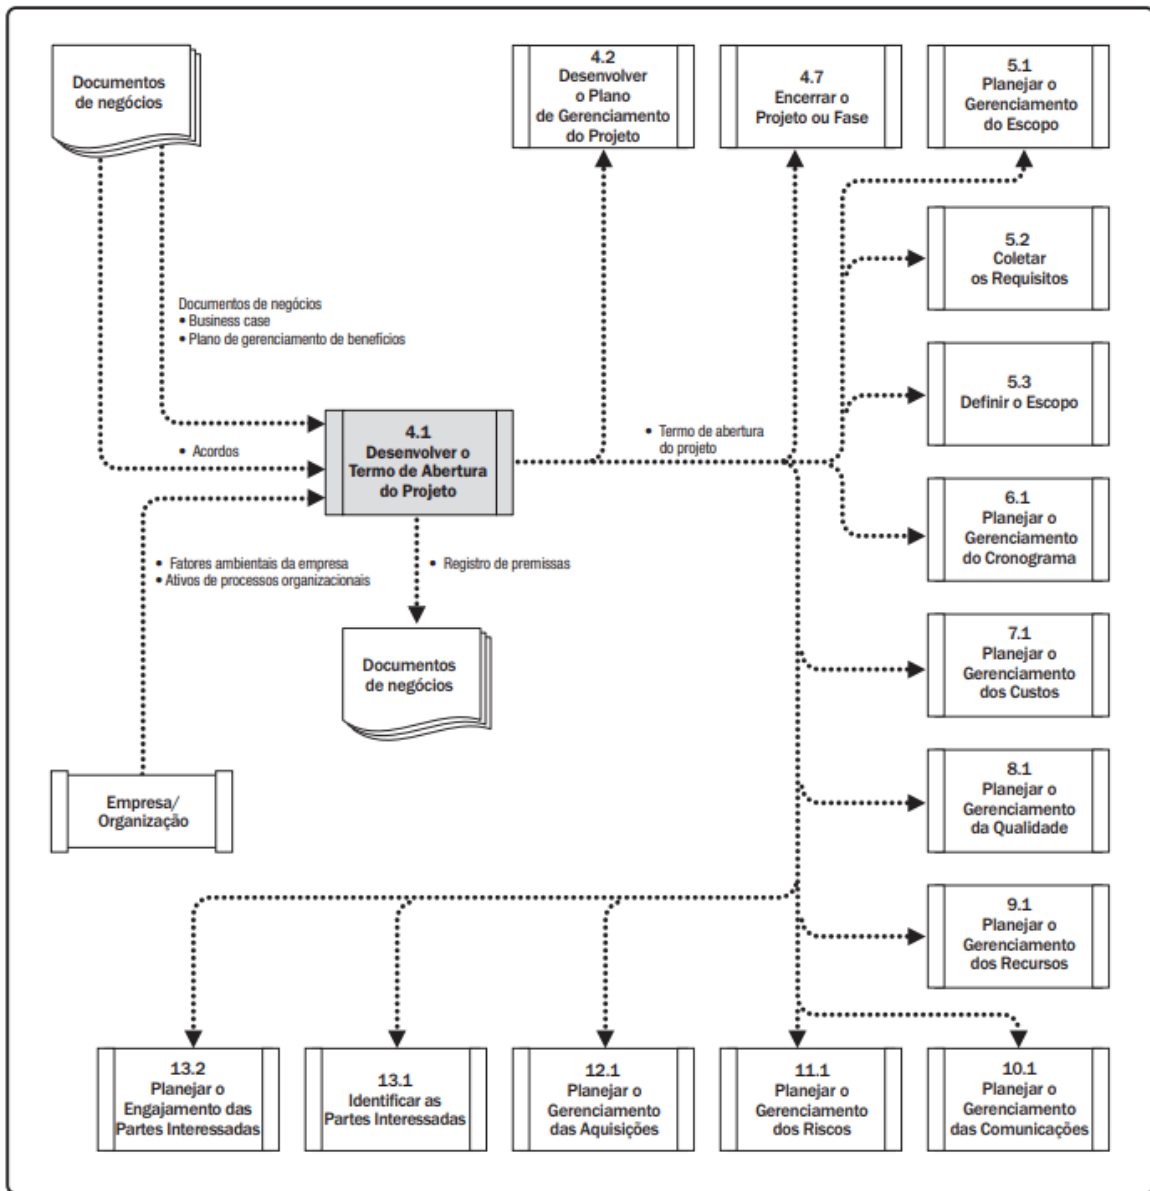 Documentos
de negócios
4.2
Desenvolver
o Plano
de Gerenciamento
do Projeto
4.7
Encerrar o
Projeto ou Fase
5.1
Planejar o
Gerenciamento
do Escopo
5.2
Coletar
os Requisitos
Documentos de negócios
• Business case
• Plano de gerenciamento de benefícios
5.3
Definir o Escopo
4.1
Desenvolver o
Termo de Abertura
do Projeto
• Acordos
• Termo de abertura
do projeto
6.1
Planejar o
Gerenciamento
do Cronograma
• Fatores ambientais da empresa
• Ativos de processos organizacionais
• Registro de premissas
Documentos
de negócios
7.1
Planejar o
Gerenciamento
dos Custos
Empresa/
Organização
8.1
Planejar o
Gerenciamento
da Qualidade
9.1
Planejar o
Gerenciamento
dos Recursos
13.2
Planejar o
Engajamento das
Partes Interessadas
13.1
Identificar as
Partes Interessadas
12.1
Planejar o
Gerenciamento
das Aquisições
11.1
Planejar o
Gerenciamento
dos Riscos
10.1
Planejar o
Gerenciamento
das Comunicações